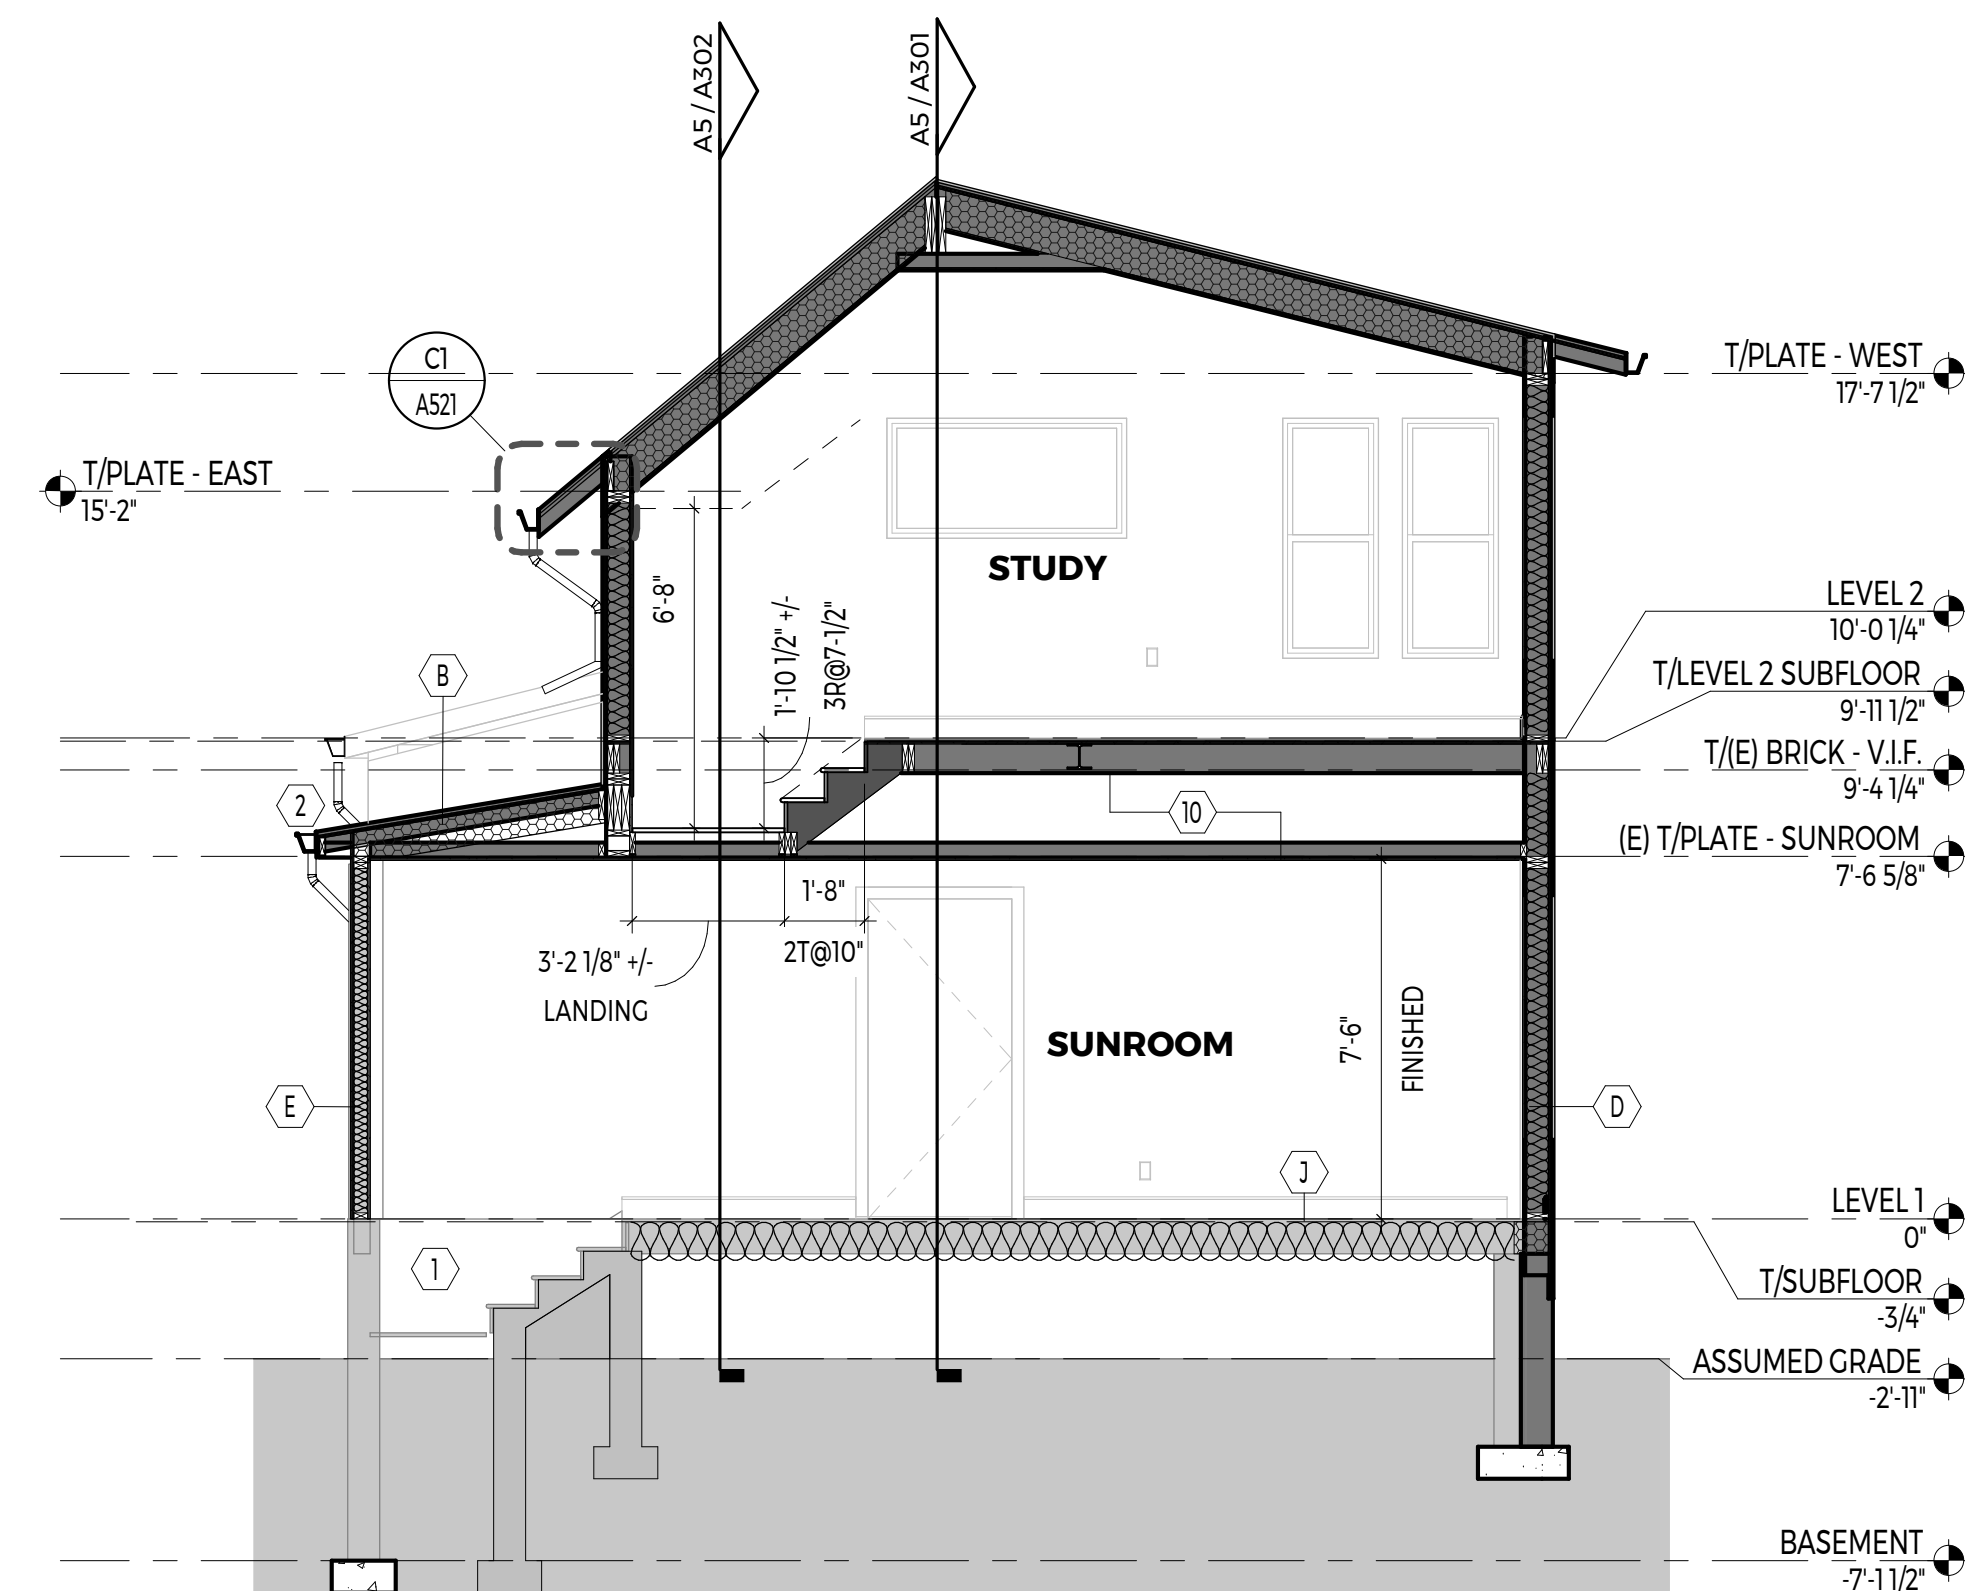 A5 / A302
A5 / A301
C1
A521
T/PLATE - WEST
17'-7 1/2"
T/PLATE - EAST
15'-2"
STUDY
6'-8"
1'-10 1/2" +/-
3R@7-1/2"
LEVEL 2
10'-0 1/4"
B
T/LEVEL 2 SUBFLOOR
9'-11 1/2"
T/(E) BRICK - V.I.F.
9'-4 1/4"
2
10
(E) T/PLATE - SUNROOM
7'-6 5/8"
1'-8"
2T@10"
3'-2 1/8" +/-
LANDING
SUNROOM
7'-6"
FINISHED
E
D
J
LEVEL 1
0"
1
T/SUBFLOOR
-3/4"
ASSUMED GRADE
-2'-11"
BASEMENT
-7'-1 1/2"